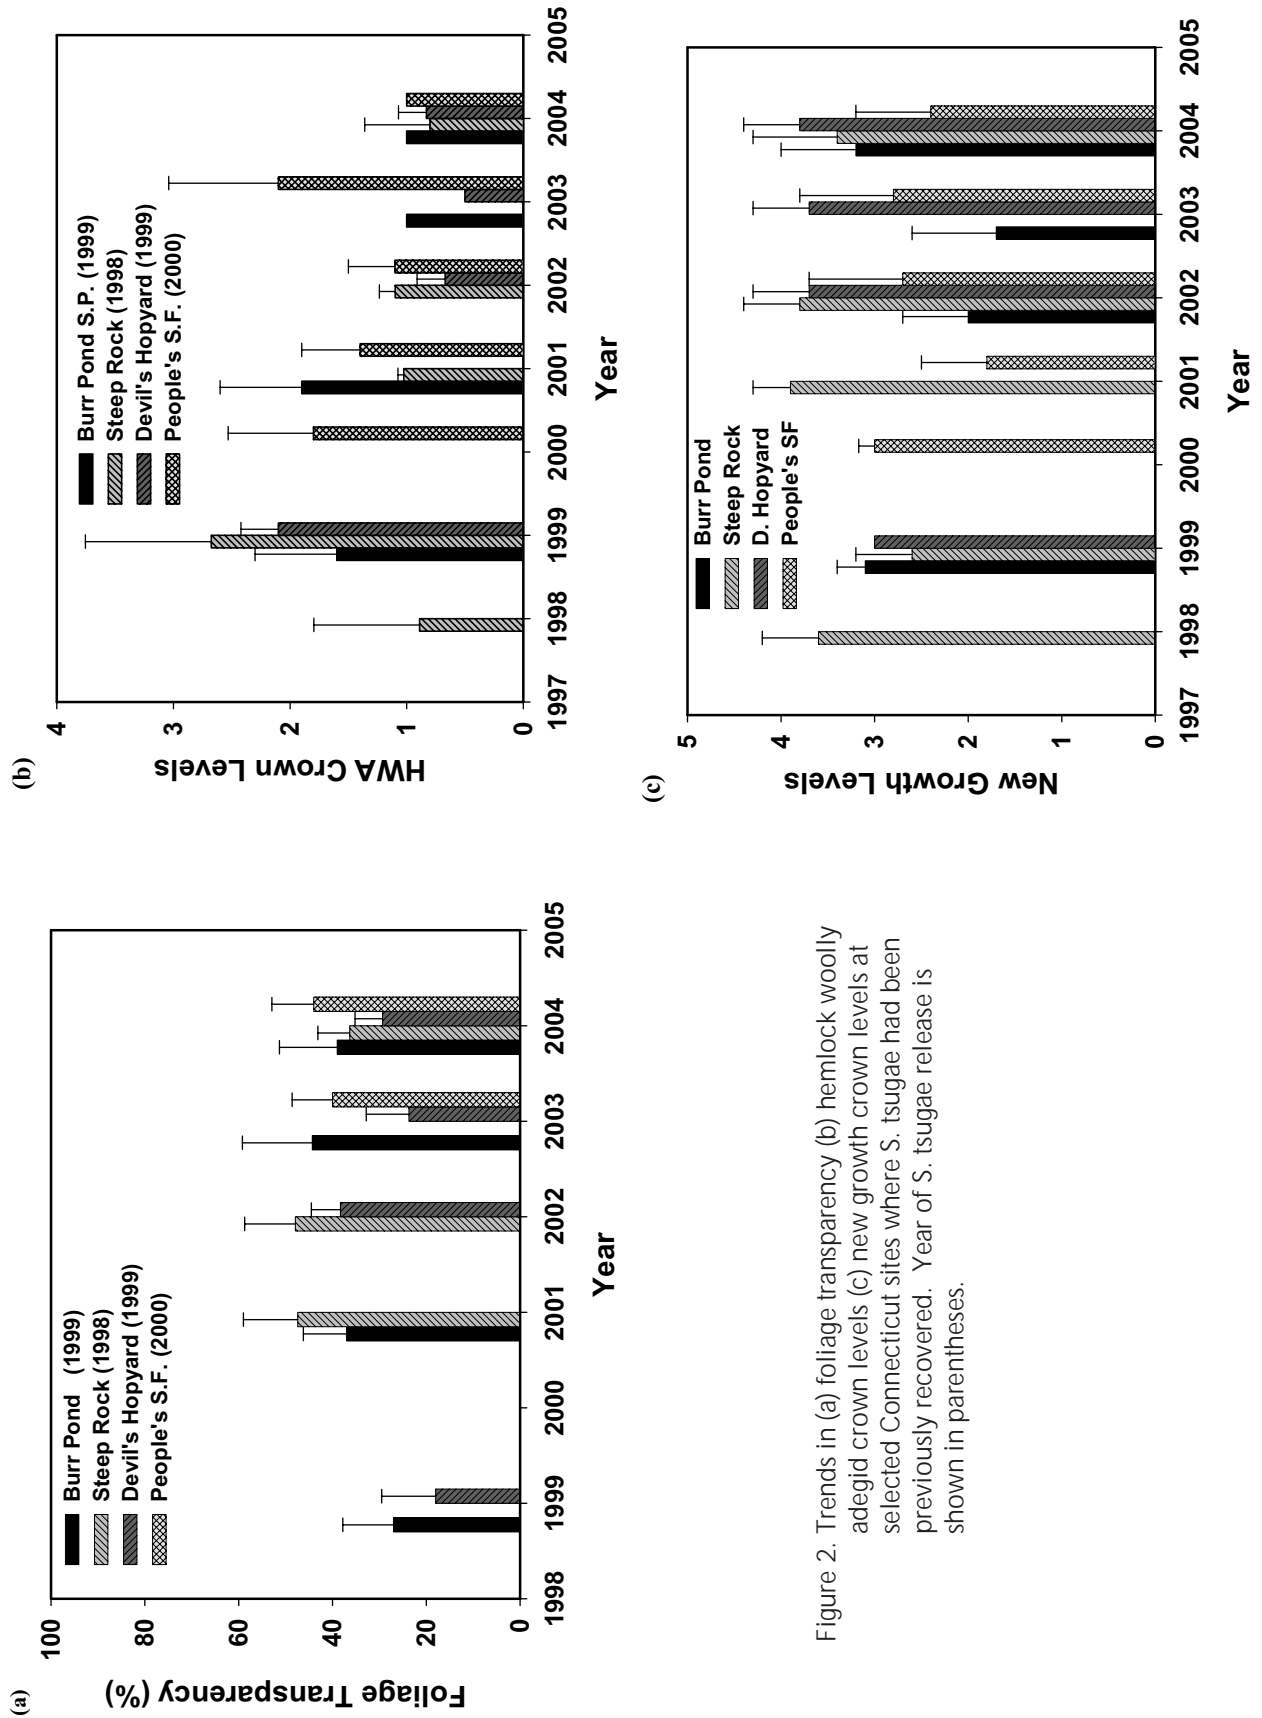 (a)
Foliage Transparency (%)
100
80
60
40
20
0
Burr Pond (1999)
Steep Rock (1998)
Devil's Hopyard (1999)
People's S.F. (2000)
1998 1999 2000 2001 2002 2003 2004 2005
Year
(b)
HWA Crown Levels
4
3
2
1
0
Burr Pond S.P. (1999)
Steep Rock (1998)
Devil's Hopyard (1999)
People's S.F. (2000)
1997 1998 1999 2000 2001 2002 2003 2004 2005
Year
(c)
New Growth Levels
5
4
3
2
1
0
Burr Pond
Steep Rock
D. Hopyard
People's SF
1997 1998 1999 2000 2001 2002 2003 2004 2005
Year
Figure 2. Trends in (a) foliage transparency (b) hemlock woolly
adegid crown levels (c) new growth crown levels at
selected Connecticut sites where S. tsugae had been
previously recovered. Year of S. tsugae release is
shown in parentheses.